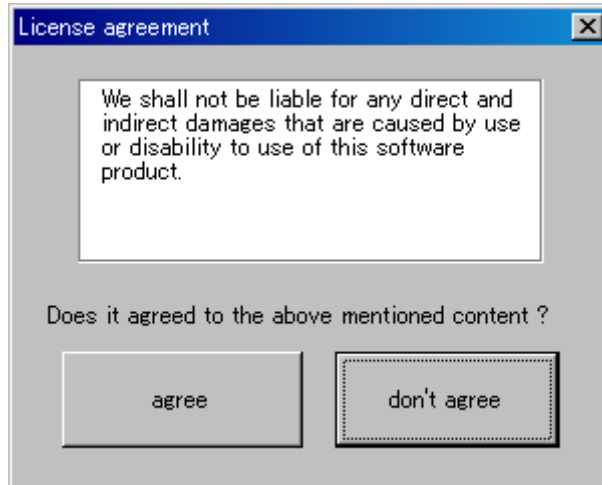 License agreement
We shall not be liable for any direct and
indirect damages that are caused by use
or disability to use of this software
product.
Does it agreed to the above mentioned content ?
agree
don't agree